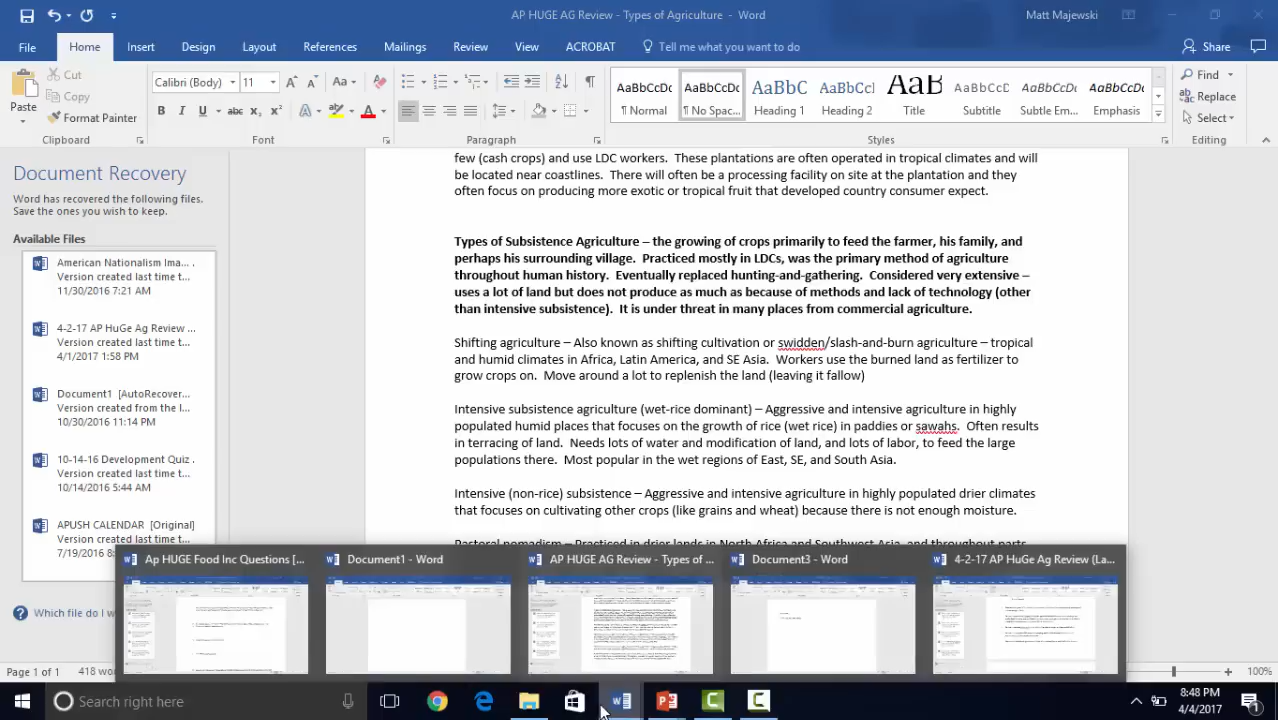 AP HUGE AG Review - Types of Agriculture - Word
Matt Majewski
File Home Insert Design Layout References Mailings Review View ACROBAT Tell me what you want to do Share
Paste
Cut
Copy
Format Painter
Clipboard
Calibri (Body) 11
Font
Paragraph
AaBbCcDc ¶ Normal
AaBbCcDc ¶ No Spac...
AaBbC Heading 1
AaBbCcl Heading 2
AaB Title
AaBbCcD Subtitle
AaBbCcDc Subtle Em...
AaBbCcDc Emphasis
Styles
Find
Replace
Select
Editing
Document Recovery
Word has recovered the following files.
Save the ones you wish to keep.
Available Files
American Nationalism Ima...
Version created last time t...
11/30/2016 7:21 AM
4-2-17 AP HuGe Ag Review ...
Version created last time t...
4/1/2017 1:58 PM
Document1 [AutoRecover...
Version created from the l...
10/30/2016 11:14 PM
10-14-16 Development Quiz .
Version created last time t...
10/14/2016 5:44 AM
APUSH CALENDAR [Original]
Version created last time t...
7/19/2016 8:
Which file do I w
few (cash crops) and use LDC workers. These plantations are often operated in tropical climates and will
be located near coastlines. There will often be a processing facility on site at the plantation and they
often focus on producing more exotic or tropical fruit that developed country consumer expect.
Types of Subsistence Agriculture – the growing of crops primarily to feed the farmer, his family, and
perhaps his surrounding village. Practiced mostly in LDCs, was the primary method of agriculture
throughout human history. Eventually replaced hunting-and-gathering. Considered very extensive –
uses a lot of land but does not produce as much as because of methods and lack of technology (other
than intensive subsistence). It is under threat in many places from commercial agriculture.
Shifting agriculture – Also known as shifting cultivation or swidden/slash-and-burn agriculture – tropical
and humid climates in Africa, Latin America, and SE Asia. Workers use the burned land as fertilizer to
grow crops on. Move around a lot to replenish the land (leaving it fallow)
Intensive subsistence agriculture (wet-rice dominant) – Aggressive and intensive agriculture in highly
populated humid places that focuses on the growth of rice (wet rice) in paddies or sawahs. Often results
in terracing of land. Needs lots of water and modification of land, and lots of labor, to feed the large
populations there. Most popular in the wet regions of East, SE, and South Asia.
Intensive (non-rice) subsistence – Aggressive and intensive agriculture in highly populated drier climates
that focuses on cultivating other crops (like grains and wheat) because there is not enough moisture.
Pastoral nomadism – Practiced in drier lands in North Africa and Southwest Asia, and throughout parts
Ap HUGE Food Inc Questions [...
Document1 - Word
AP HUGE AG Review - Types of ...
Document3 - Word
4-2-17 AP HuGe Ag Review (La...
Page 1 of 1 418 wor
100%
Search right here
8:48 PM
4/4/2017